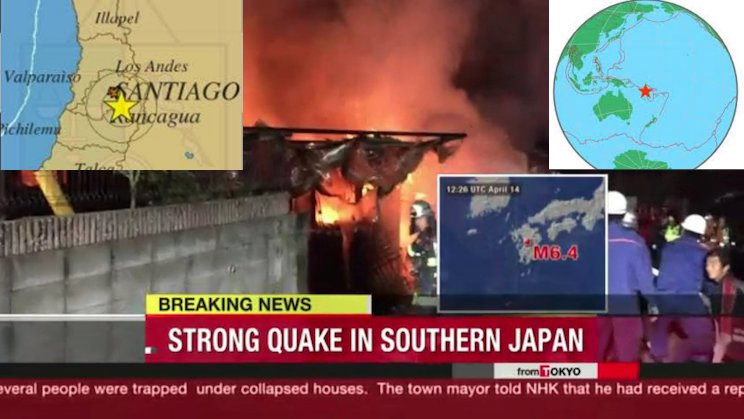 Illapel
Valparaìso
Los Andes
SANTIAGO
Rancagua
Pichilemu
Talca
12:26 UTC April 14
M6.4
BREAKING NEWS
STRONG QUAKE IN SOUTHERN JAPAN
from TOKYO
everal people were trapped under collapsed houses. The town mayor told NHK that he had received a rep